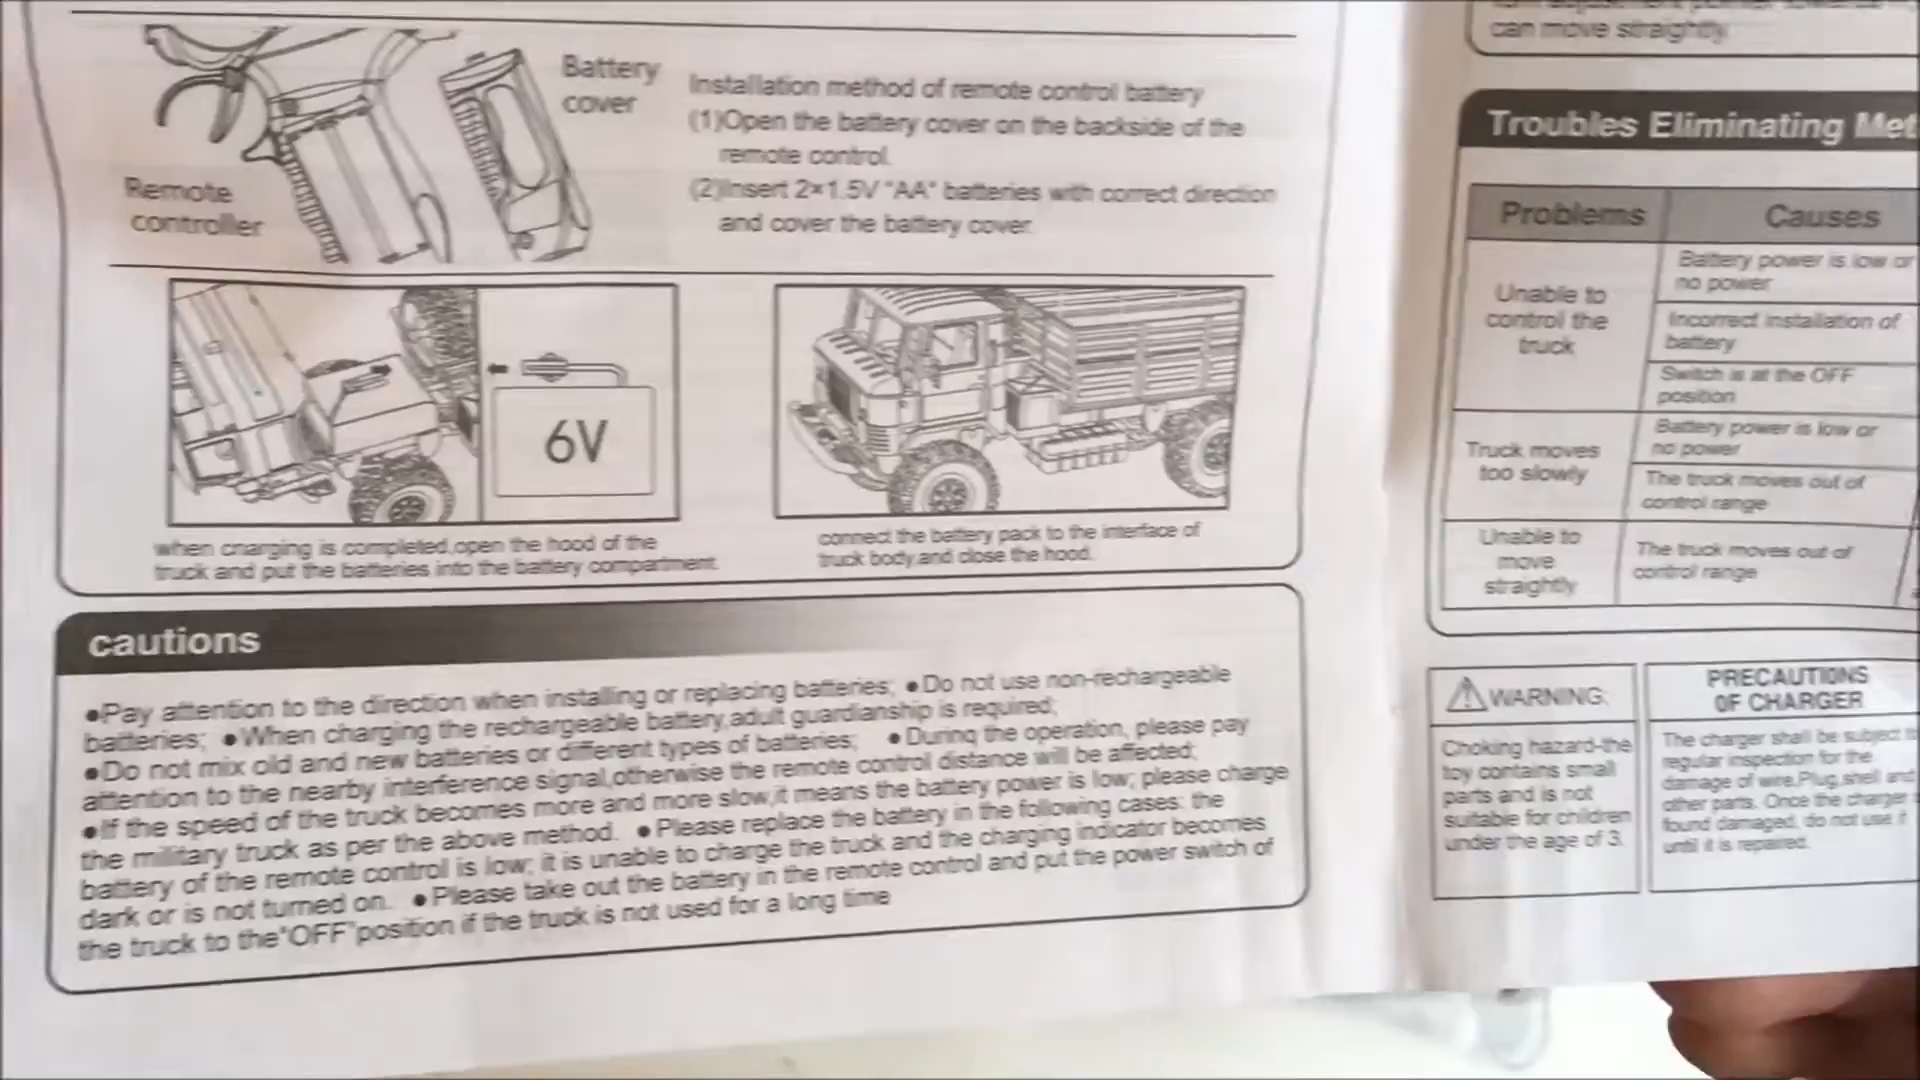 Battery
cover
Remote
controller
Installation method of remote control battery
(1)Open the battery cover on the backside of the
remote control.
(2)Insert 2×1.5V "AA" batteries with correct direction
and cover the battery cover.
6V
when charging is completed,open the hood of the
truck and put the batteries into the battery compartment.
connect the battery pack to the interface of
truck body,and close the hood.
cautions
●Pay attention to the direction when installing or replacing batteries; ●Do not use non-rechargeable
batteries; ●When charging the rechargeable battery,adult guardianship is required;
●Do not mix old and new batteries or different types of batteries; ●During the operation, please pay
attention to the nearby interference signal,otherwise the remote control distance will be affected;
●If the speed of the truck becomes more and more slow,it means the battery power is low; please charge
the military truck as per the above method. ●Please replace the battery in the following cases: the
battery of the remote control is low; it is unable to charge the truck and the charging indicator becomes
dark or is not turned on. ●Please take out the battery in the remote control and put the power switch of
the truck to the"OFF"position if the truck is not used for a long time
can move straightly.
Troubles Eliminating Met
Problems
Causes
Unable to
control the
truck
Battery power is low or
no power
Incorrect installation of
battery
Switch is at the OFF
position
Truck moves
too slowly
Battery power is low or
no power
The truck moves out of
control range
Unable to
move
straightly
The truck moves out of
control range
WARNING:
Choking hazard-the
toy contains small
parts and is not
suitable for children
under the age of 3.
PRECAUTIONS
OF CHARGER
The charger shall be subject
regular inspection for the
damage of wire,Plug,shell and
other parts. Once the charger
found damaged, do not use it
until it is repaired.